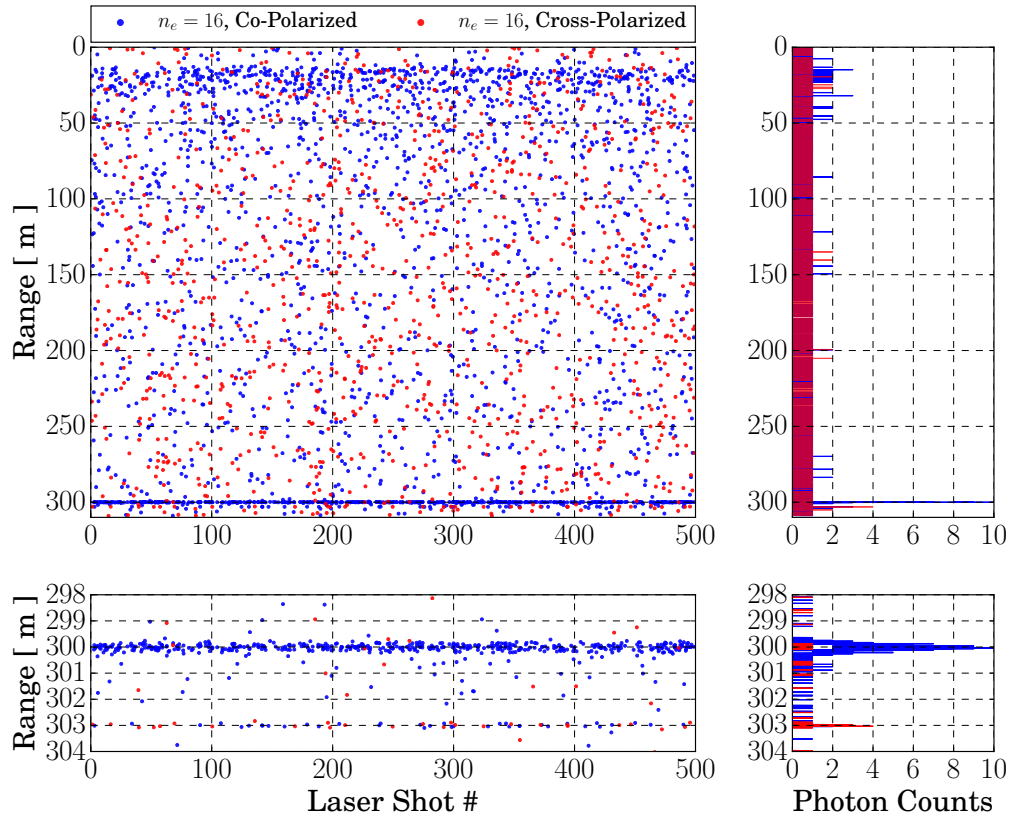 n_e = 16, Co-Polarized
n_e = 16, Cross-Polarized
0
50
100
150
200
250
300
Range [ m ]
0 100 200 300 400 500
0
50
100
150
200
250
300
0 2 4 6 8 10
298
299
300
301
302
303
304
Range [ m ]
0 100 200 300 400 500
Laser Shot #
298
299
300
301
302
303
304
0 2 4 6 8 10
Photon Counts